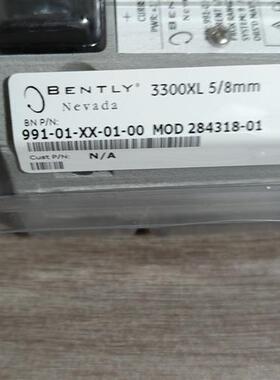 BENTLY® 3300XL 5/8mm
Nevada
BN P/N:
991-01-XX-01-00 MOD 284318-01
Cust P/N: N/A